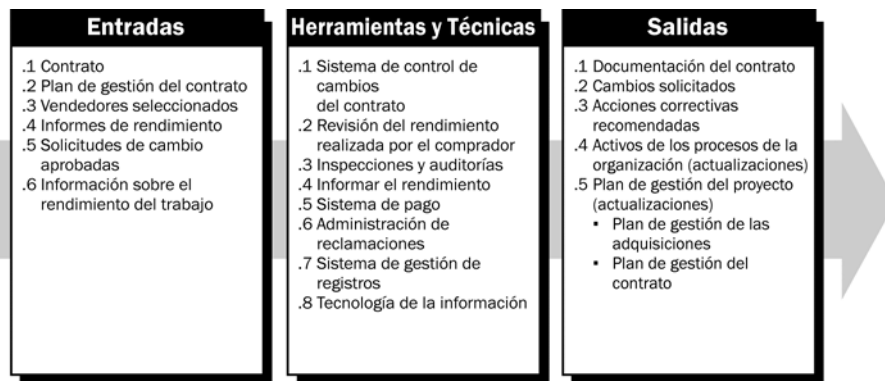 Entradas
.1 Contrato
.2 Plan de gestión del contrato
.3 Vendedores seleccionados
.4 Informes de rendimiento
.5 Solicitudes de cambio
aprobadas
.6 Información sobre el
rendimiento del trabajo
Herramientas y Técnicas
.1 Sistema de control de
cambios
del contrato
.2 Revisión del rendimiento
realizada por el comprador
.3 Inspecciones y auditorías
.4 Informar el rendimiento
.5 Sistema de pago
.6 Administración de
reclamaciones
.7 Sistema de gestión de
registros
.8 Tecnología de la información
Salidas
.1 Documentación del contrato
.2 Cambios solicitados
.3 Acciones correctivas
recomendadas
.4 Activos de los procesos de la
organización (actualizaciones)
.5 Plan de gestión del proyecto
(actualizaciones)
▪ Plan de gestión de las
adquisiciones
▪ Plan de gestión del
contrato